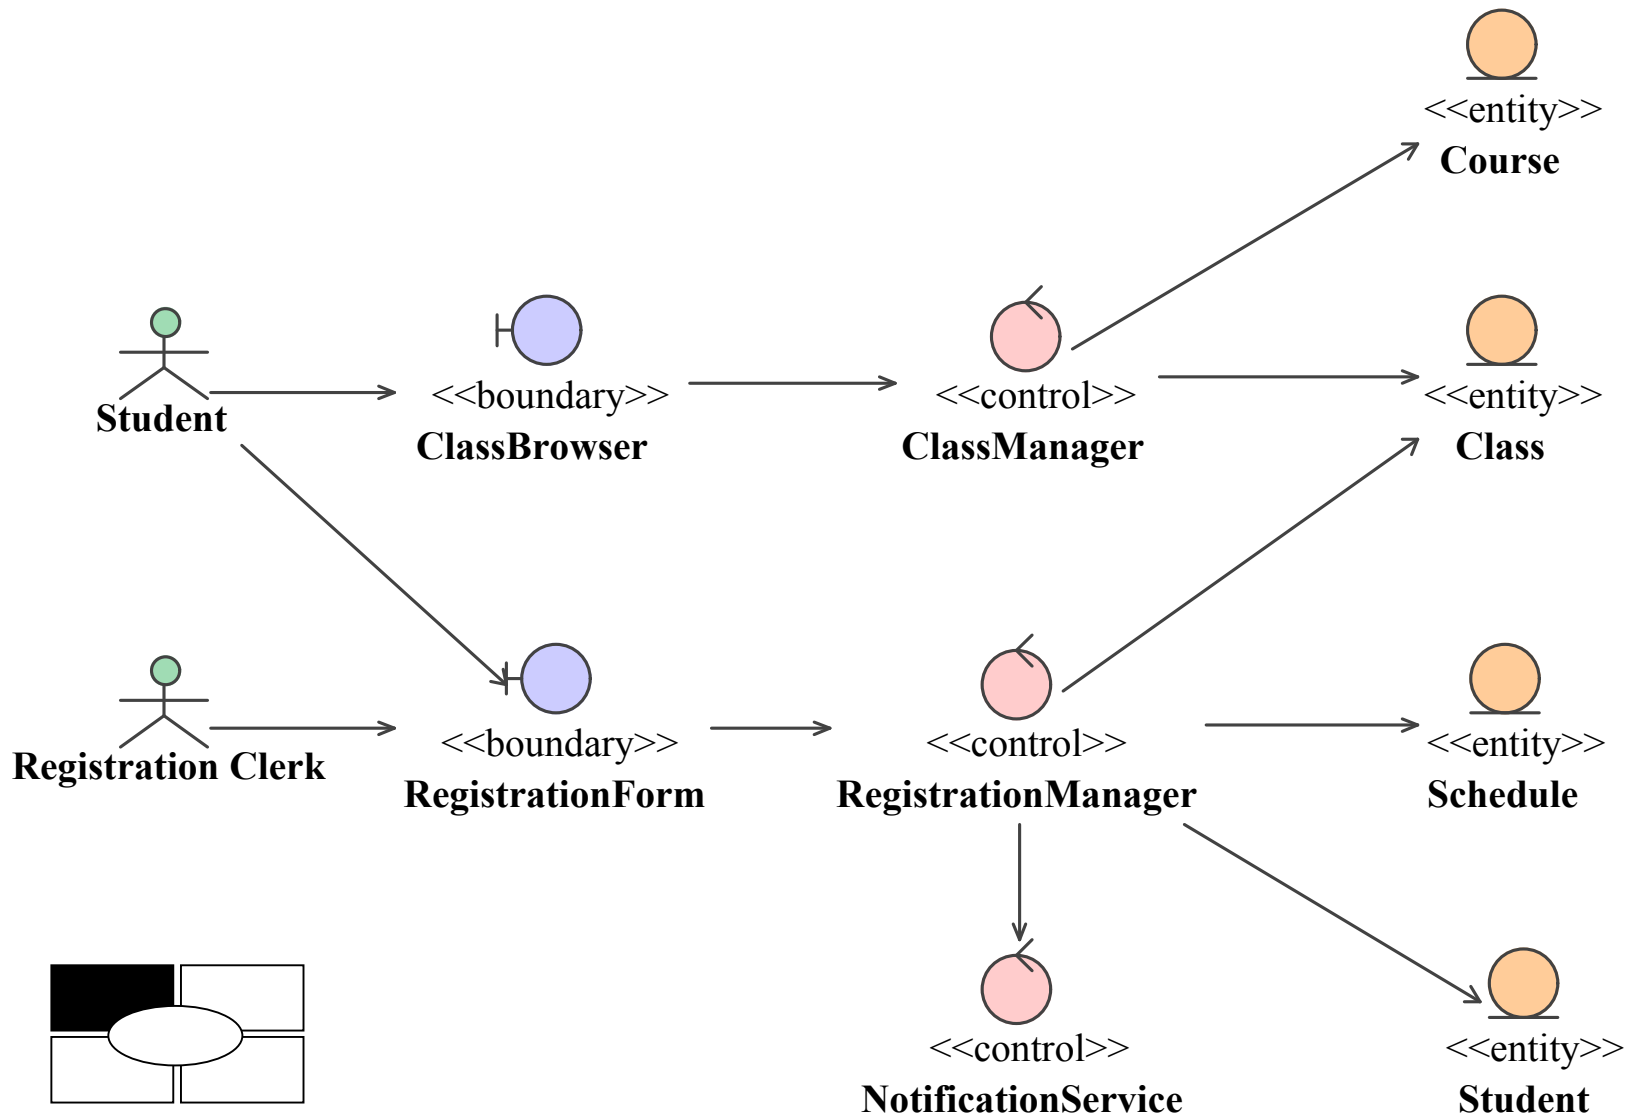 <<entity>>
Course
Student
<<boundary>>
ClassBrowser
<<control>>
ClassManager
<<entity>>
Class
Registration Clerk
<<boundary>>
RegistrationForm
<<control>>
RegistrationManager
<<entity>>
Schedule
<<control>>
NotificationService
<<entity>>
Student